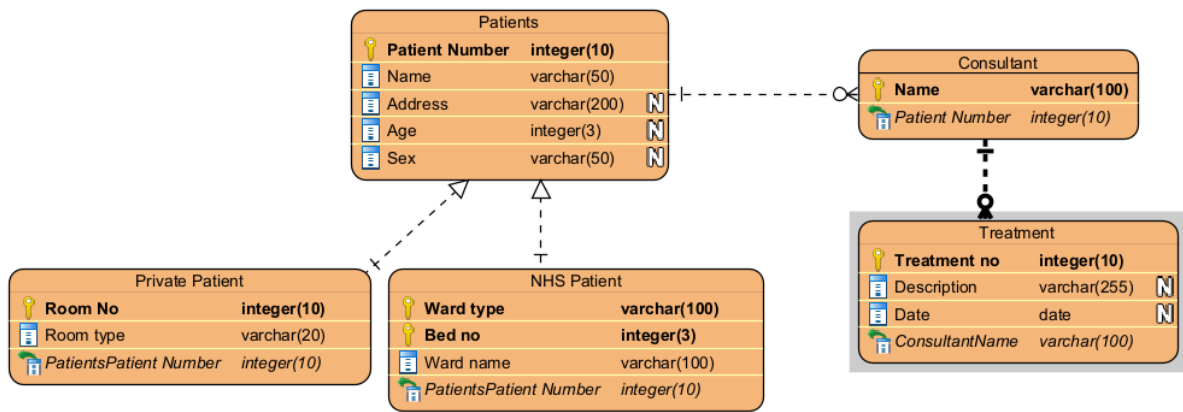 Patients
Patient Number integer(10)
Name varchar(50)
Address varchar(200) N
Age integer(3) N
Sex varchar(50) N
Consultant
Name varchar(100)
Patient Number integer(10)
Treatment
Treatment no integer(10)
Description varchar(255) N
Date date N
ConsultantName varchar(100)
Private Patient
Room No integer(10)
Room type varchar(20)
PatientsPatient Number integer(10)
NHS Patient
Ward type varchar(100)
Bed no integer(3)
Ward name varchar(100)
PatientsPatient Number integer(10)